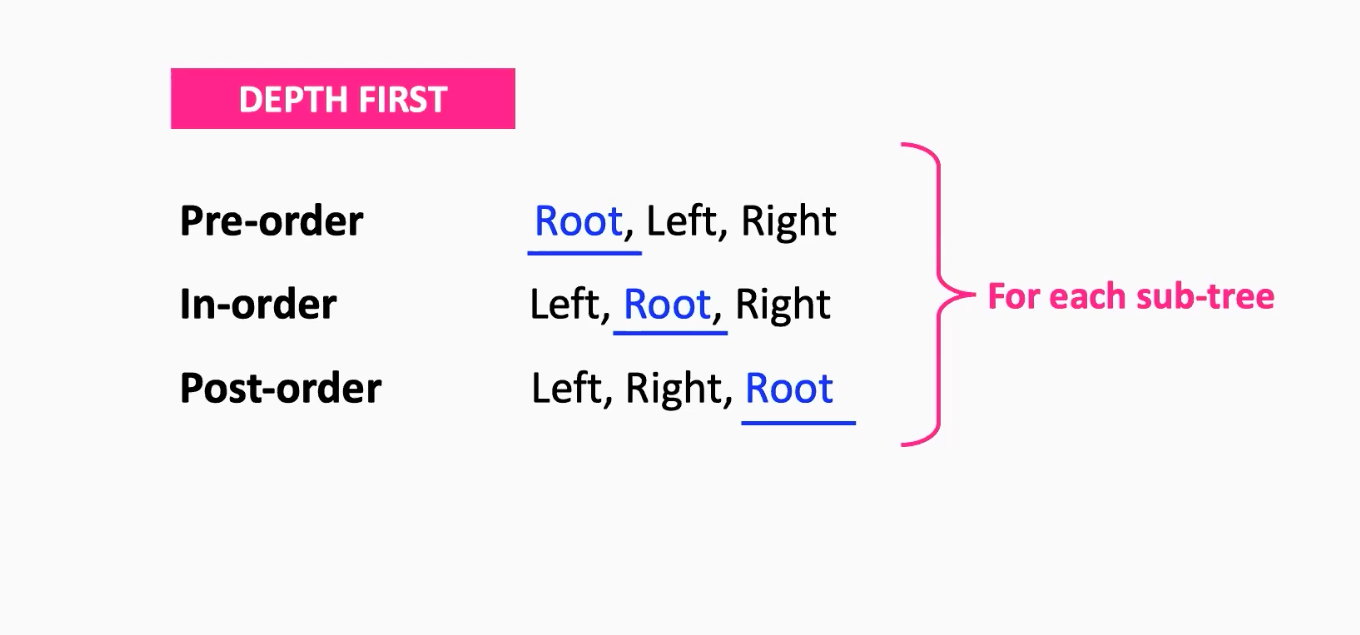 DEPTH FIRST
Pre-order Root, Left, Right
In-order Left, Root, Right
Post-order Left, Right, Root
For each sub-tree